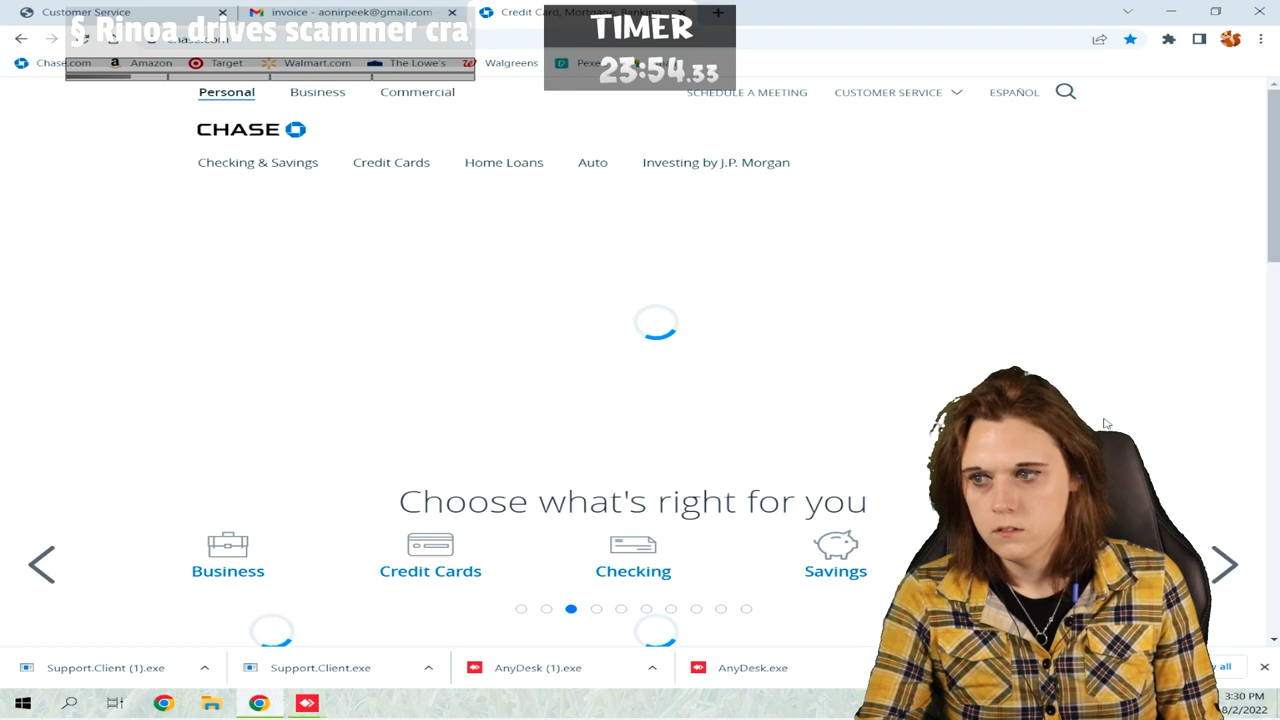 Customer Service
invoice - aonirpeek@gmail.com
Credit Card, Mortgage, Banking,
§ Rinoa drives scammer cra
TIMER
23:54.33
Chase.com
Amazon
Target
Walmart.com
The Lowe's
Walgreens
Personal
Business
Commercial
SCHEDULE A MEETING
CUSTOMER SERVICE
ESPAÑOL
CHASE
Checking & Savings
Credit Cards
Home Loans
Auto
Investing by J.P. Morgan
Choose what's right for you
Business
Credit Cards
Checking
Savings
Support.Client (1).exe
Support.Client.exe
AnyDesk (1).exe
AnyDesk.exe
all
3:30 PM
8/2/2022